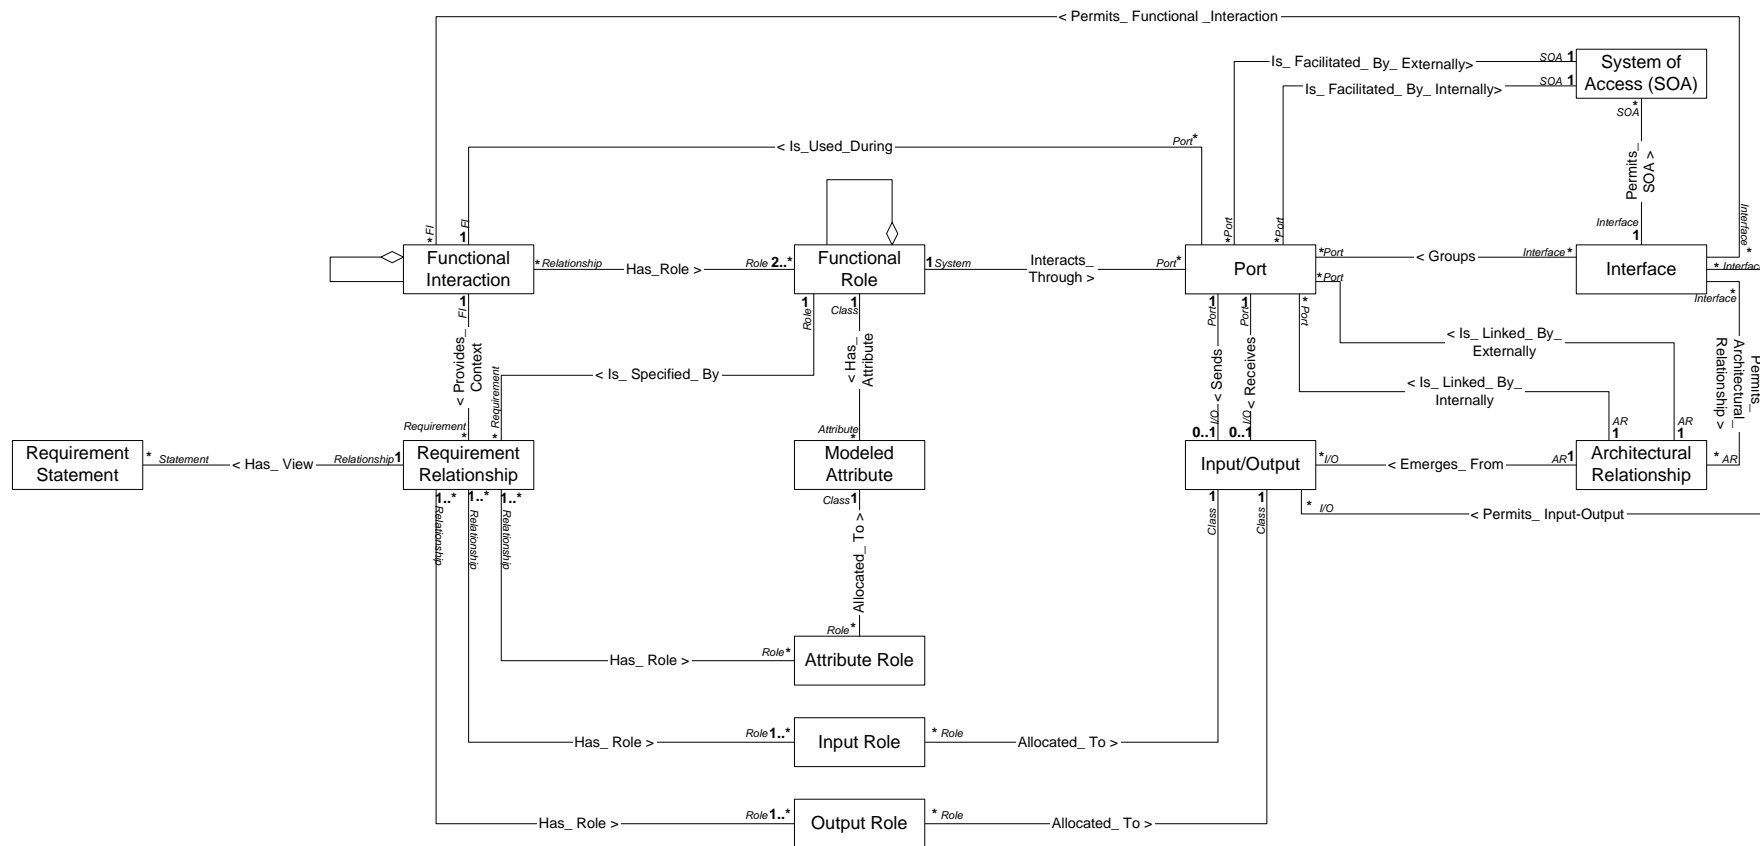 < Permits_ Functional _Interaction
Is_ Facilitated_ By_ Externally>
SOA 1
System of
Access (SOA)
Is_ Facilitated_ By_ Internally>
SOA 1
*
SOA
< Is_Used_During
Port*
Permits_
SOA >
Interface
1
Interface
*
* FI
FI
1
*Port
*Port
Functional
Interaction
*Relationship
Has_Role >
Role 2..*
Functional
Role
1 System
Interacts_
Through >
Port*
Port
*Port
< Groups
Interface*
Interface
* Interface
*Port
*
Interface
1
FI
1
Role
1
Class
1
Port
1
Port
*
Port
< Provides_
Context
< Is_ Specified_ By
< Has_
Attribute
< Sends
< Receives
< Is_ Linked_ By_
Externally
< Is_ Linked_ By_
Internally
Permits_
Architectural_
Relationship >
Permits_
Requirement
*
Requirement
*
Attribute
*
I/O
0..1
I/O
0..1
AR
1
AR
1
Requirement
Statement
* Statement
< Has_ View
Relationship 1
Requirement
Relationship
Modeled
Attribute
Input/Output
*I/O
< Emerges_ From
AR 1
Architectural
Relationship
* AR
1..*
Relationship
1..*
Relationship
1..*
Relationship
Class 1
1
Class
1
Class
*
I/O
< Permits_ Input-Output
Allocated_ To >
Role *
Has_ Role >
Role*
Attribute Role
Has_ Role >
Role 1..*
Input Role
* Role
Allocated_ To >
Has_ Role >
Role 1..*
Output Role
* Role
Allocated_ To >